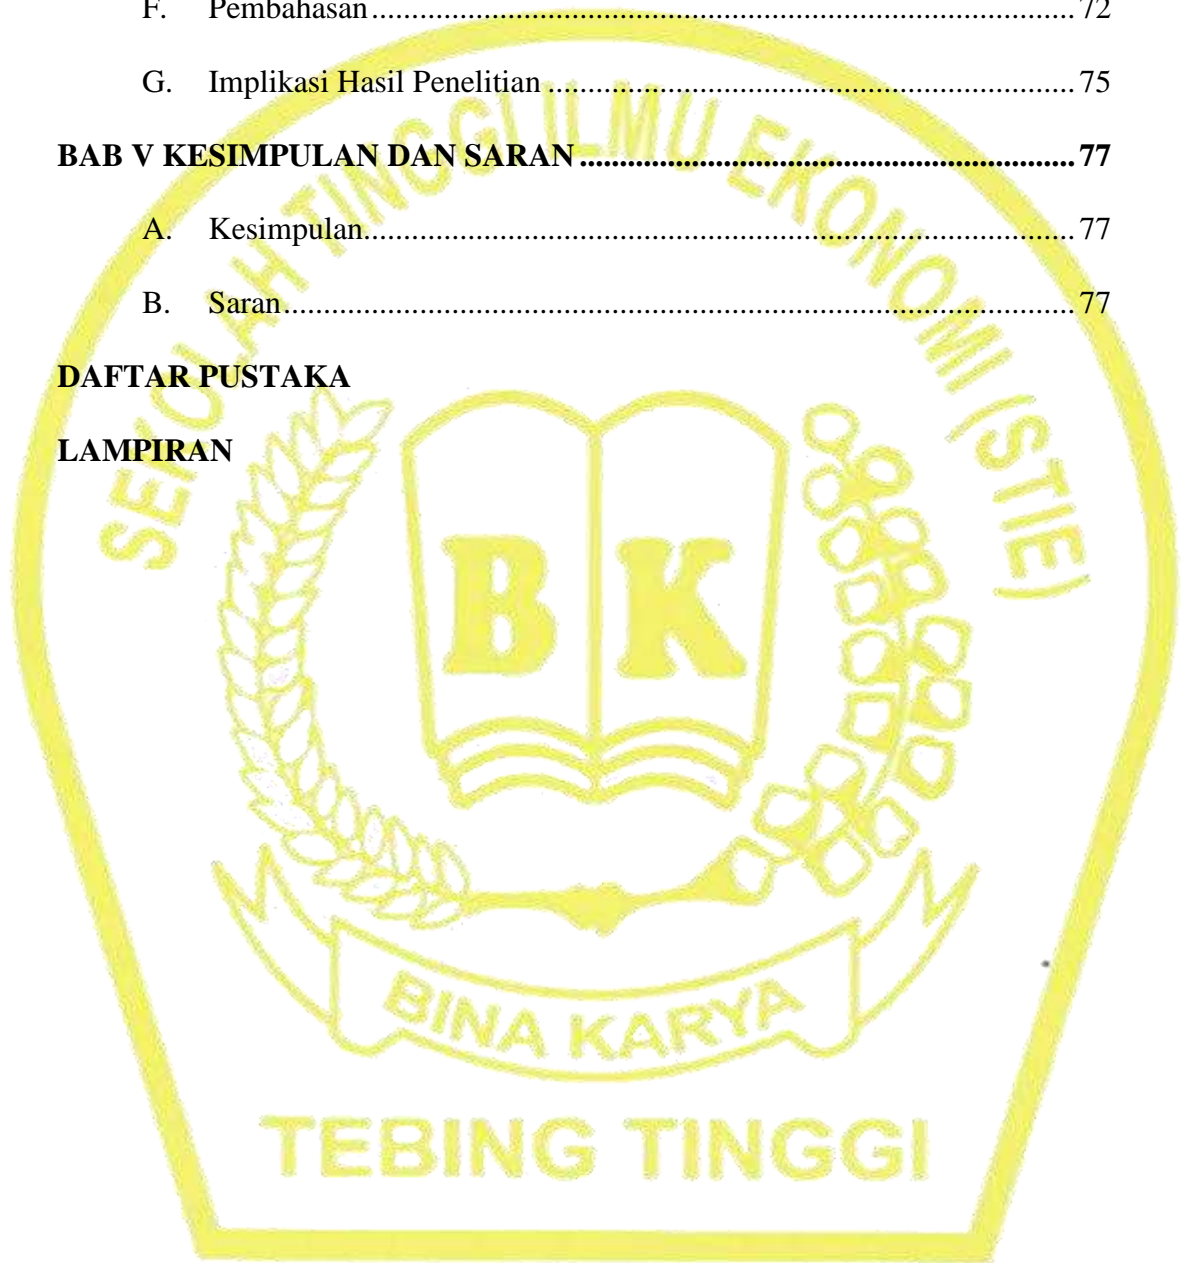 F. Pembahasan.......................................................................................... 72
G. Implikasi Hasil Penelitian ................................................................... 75
BAB V KESIMPULAN DAN SARAN ............................................................... 77
A. Kesimpulan........................................................................................... 77
B. Saran..................................................................................................... 77
DAFTAR PUSTAKA
LAMPIRAN
SEKOLAH TINGGI ILMU EKONOMI (STIE)
B K
BINA KARYA
TEBING TINGGI